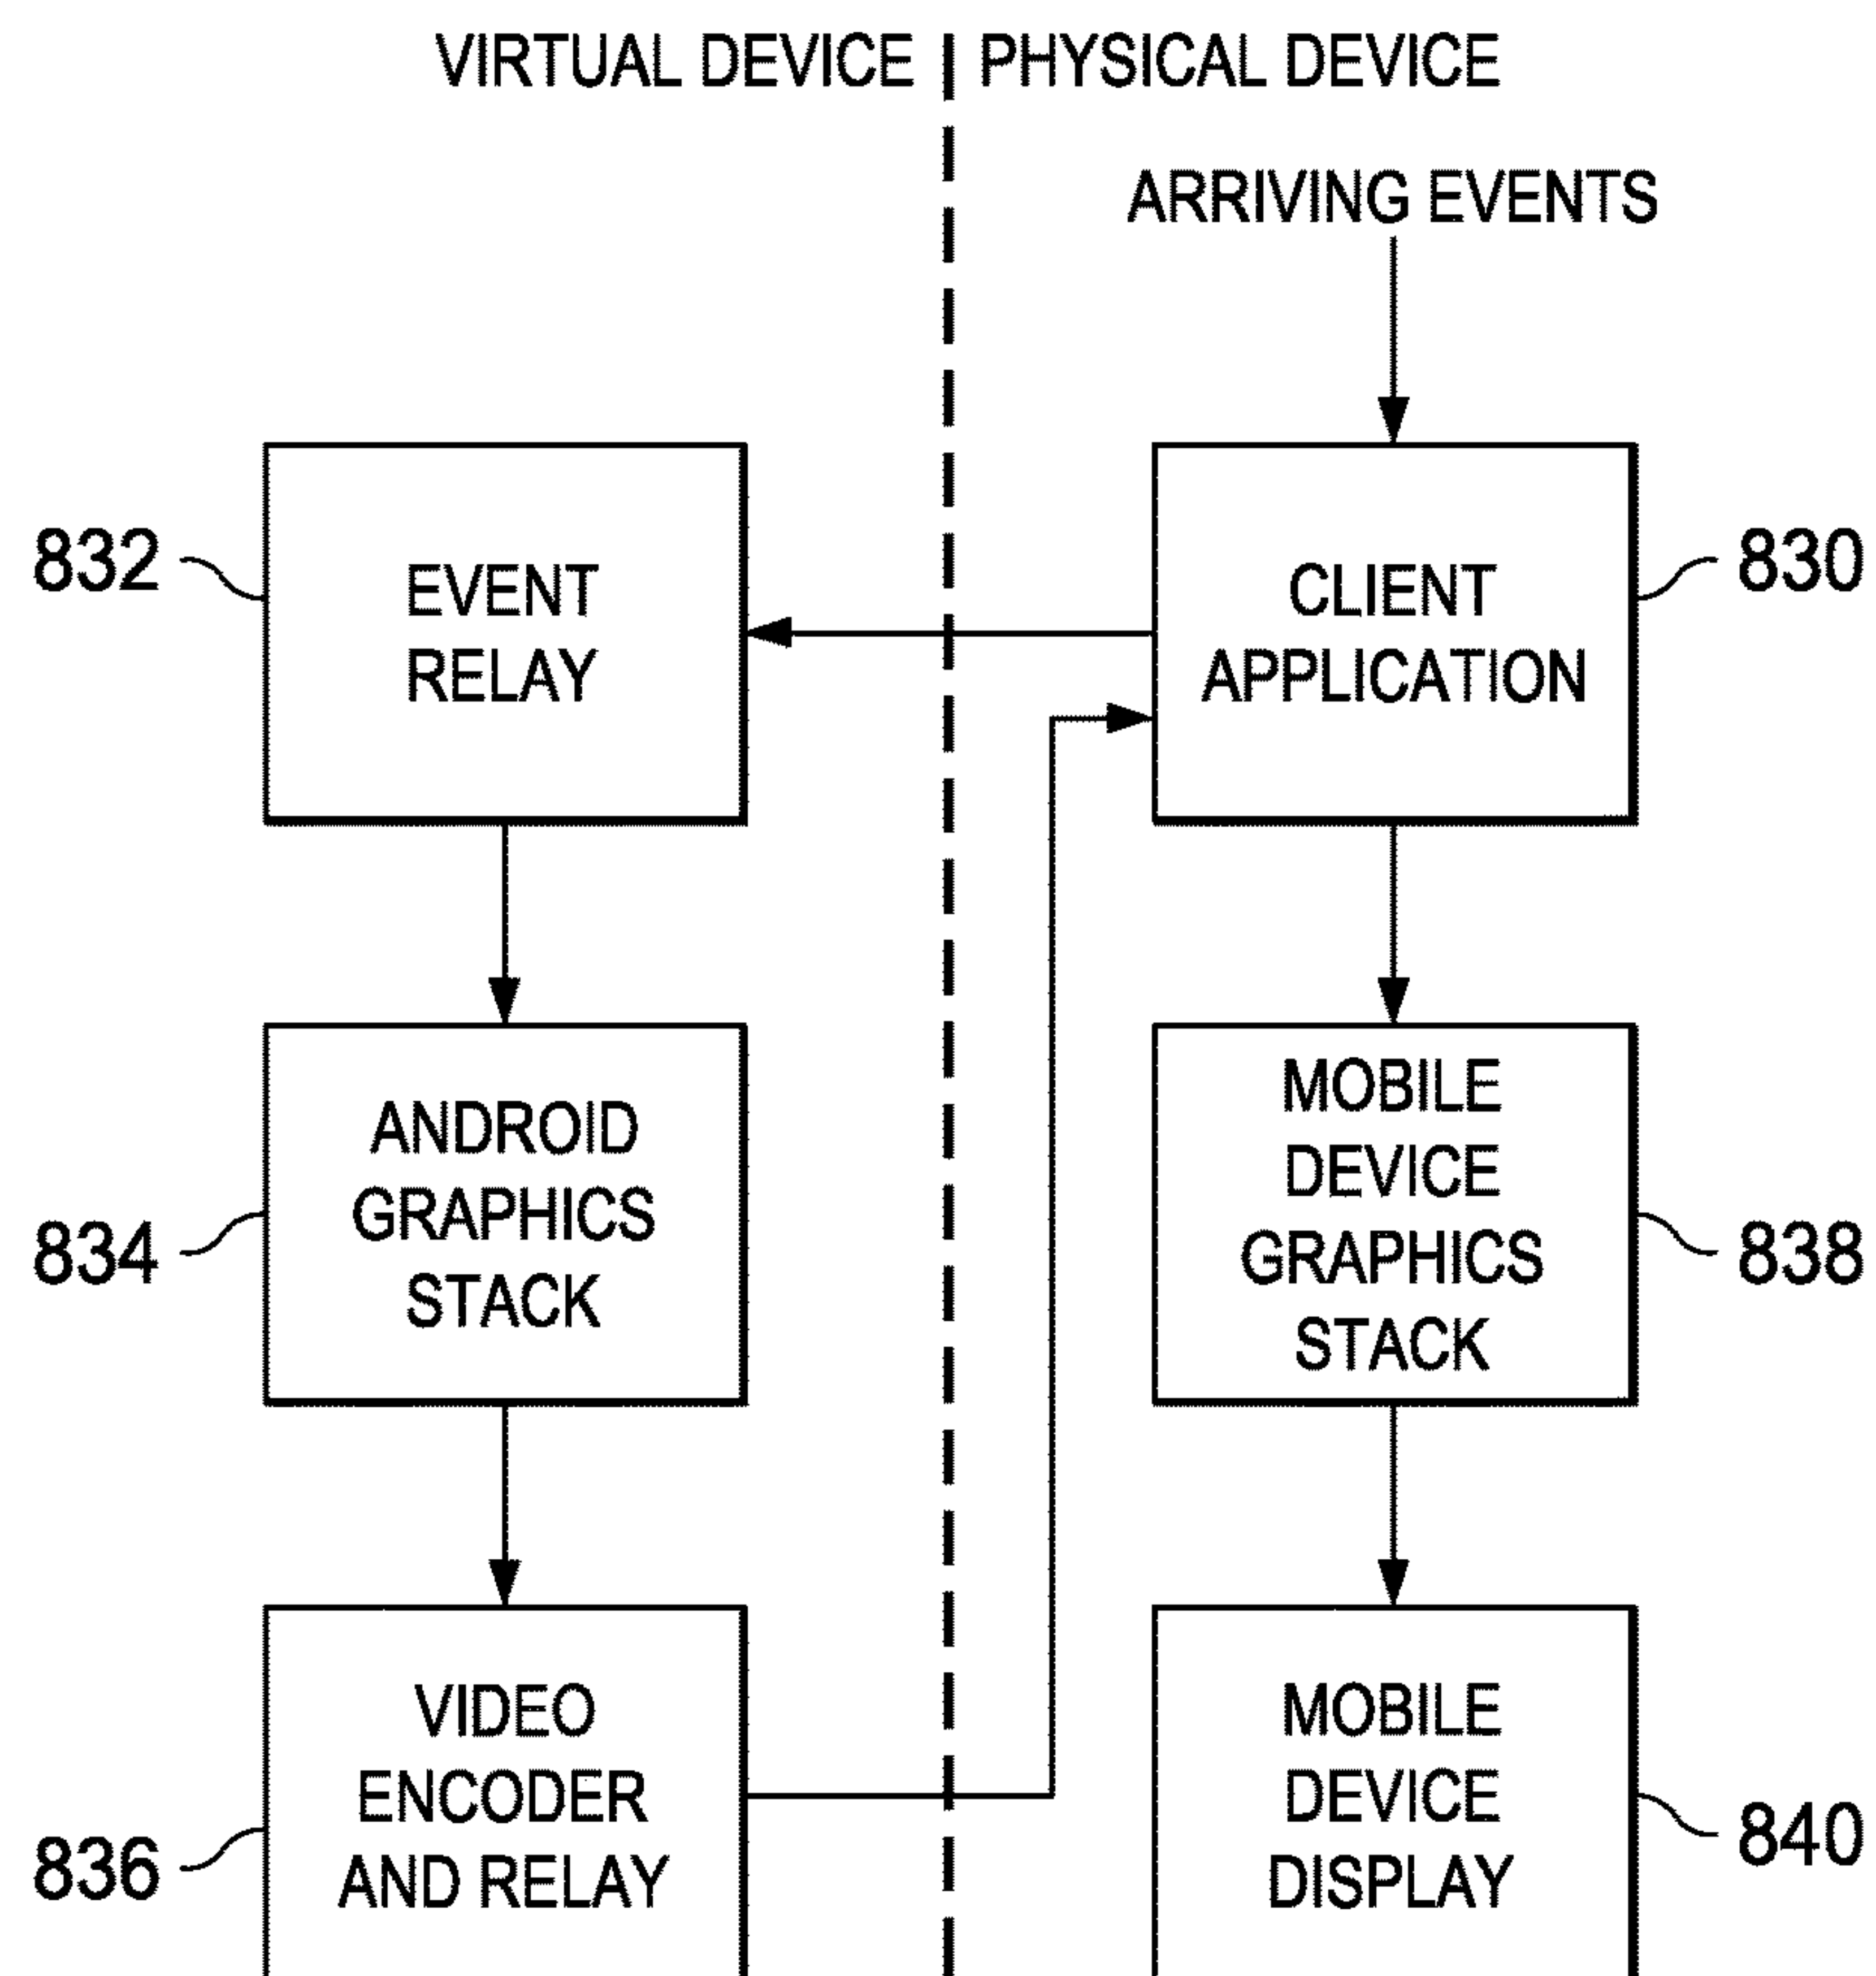 VIRTUAL DEVICE
PHYSICAL DEVICE
ARRIVING EVENTS
832
EVENT
RELAY
CLIENT
APPLICATION
830
834
ANDROID
GRAPHICS
STACK
MOBILE
DEVICE
GRAPHICS
STACK
838
836
VIDEO
ENCODER
AND RELAY
MOBILE
DEVICE
DISPLAY
840